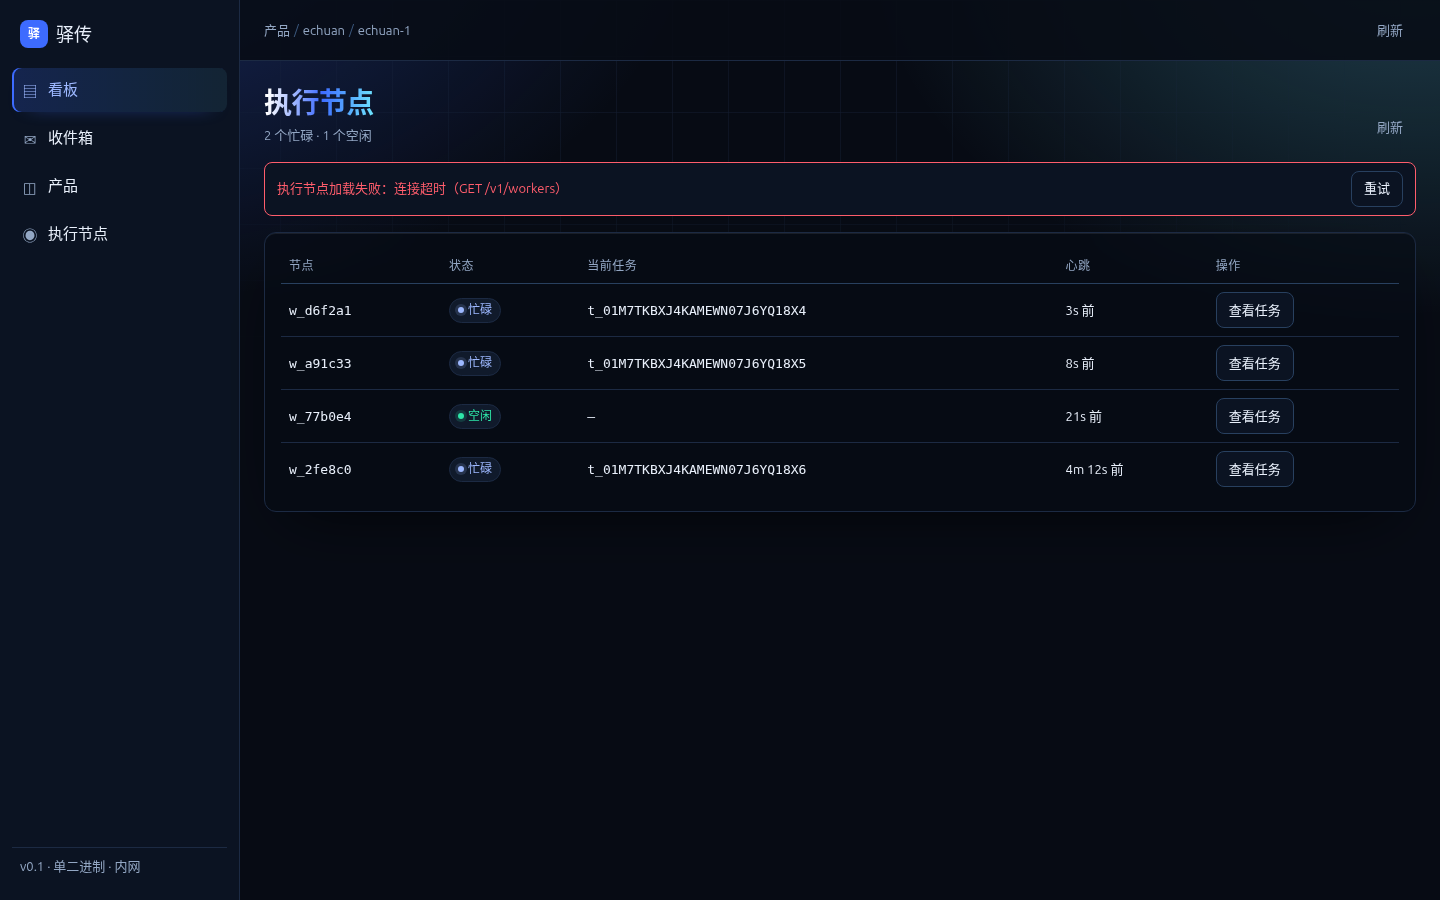 驿 驿传
看板
收件箱
产品
执行节点
v0.1 · 单二进制 · 内网
产品 / echuan / echuan-1
刷新
执行节点
2 个忙碌 · 1 个空闲
刷新
执行节点加载失败：连接超时（GET /v1/workers）
重试
节点 状态 当前任务 心跳 操作
w_d6f2a1 忙碌 t_01M7TKBXJ4KAMEWN07J6YQ18X4 3s 前 查看任务
w_a91c33 忙碌 t_01M7TKBXJ4KAMEWN07J6YQ18X5 8s 前 查看任务
w_77b0e4 空闲 — 21s 前 查看任务
w_2fe8c0 忙碌 t_01M7TKBXJ4KAMEWN07J6YQ18X6 4m 12s 前 查看任务